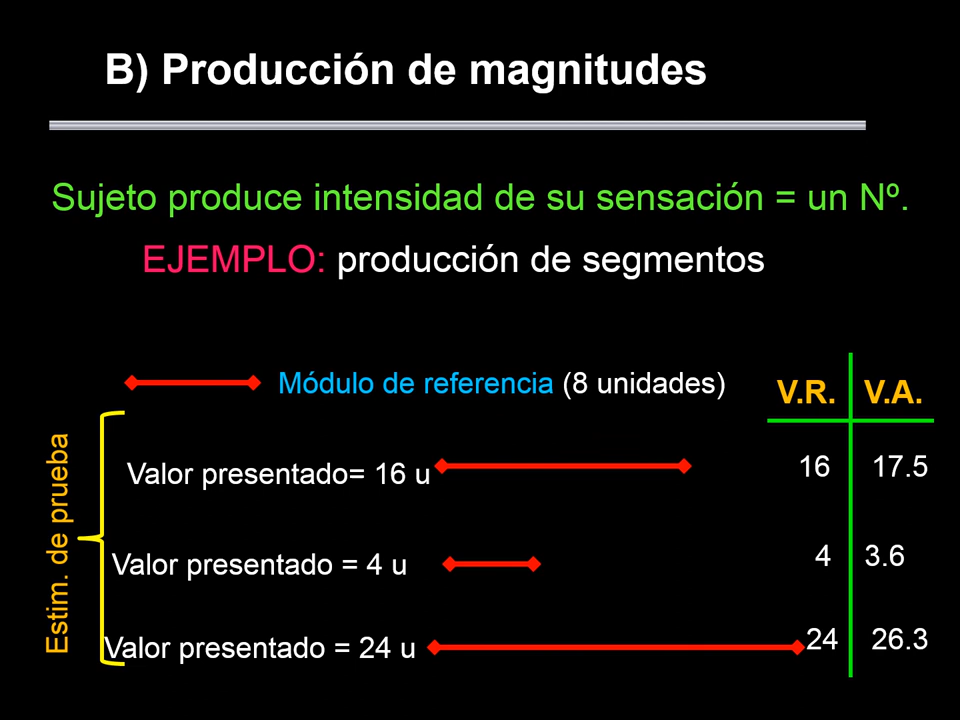 B) Producción de magnitudes
Sujeto produce intensidad de su sensación = un Nº.
EJEMPLO: producción de segmentos
Módulo de referencia (8 unidades)
V.R. V.A.
Estim. de prueba
Valor presentado= 16 u
16 17.5
Valor presentado = 4 u
4 3.6
Valor presentado = 24 u
24 26.3